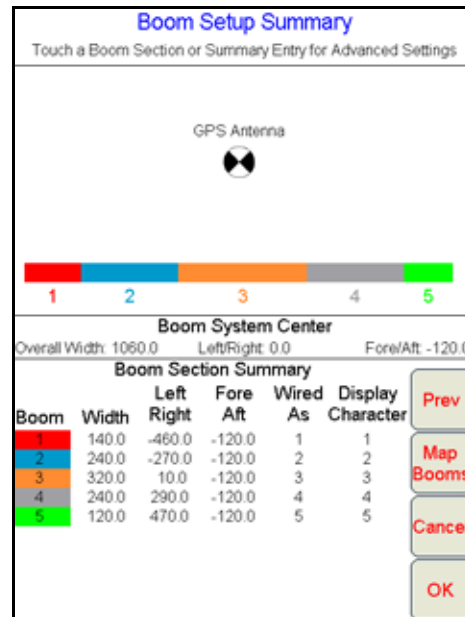 Boom Setup Summary
Touch a Boom Section or Summary Entry for Advanced Settings
GPS Antenna
1 2 3 4 5
Boom System Center
Overall Width: 1060.0 Left/Right: 0.0 Fore/Aft: -120.0
Boom Section Summary
Boom Width Left Right Fore Aft Wired As Display Character
1 140.0 -460.0 -120.0 1 1
2 240.0 -270.0 -120.0 2 2
3 320.0 10.0 -120.0 3 3
4 240.0 290.0 -120.0 4 4
5 120.0 470.0 -120.0 5 5
Prev
Map Booms
Cancel
OK